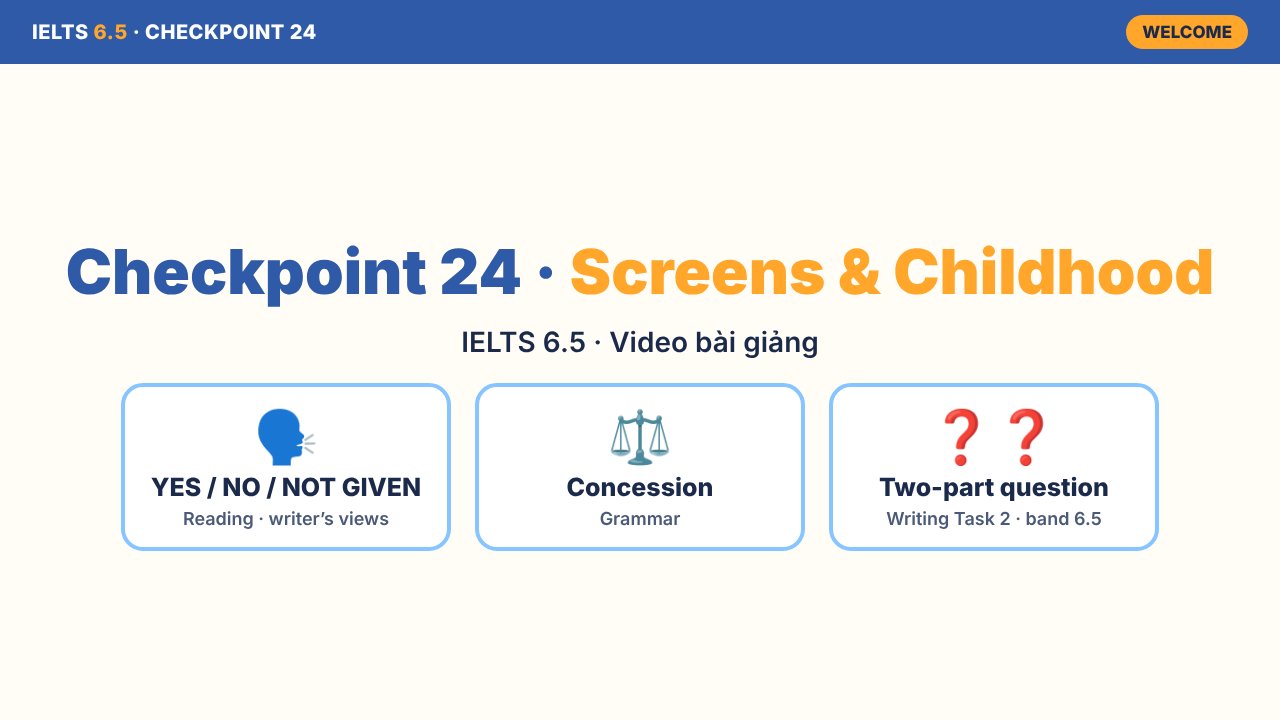 IELTS 6.5 · CHECKPOINT 24
WELCOME
Checkpoint 24 · Screens & Childhood
IELTS 6.5 · Video bài giảng
YES / NO / NOT GIVEN
Reading · writer’s views
Concession
Grammar
❓❓
Two-part question
Writing Task 2 · band 6.5